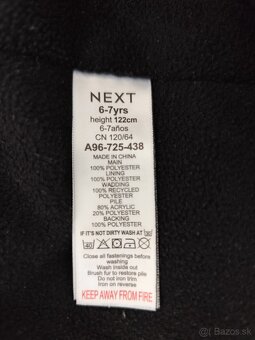 NEXT
6-7yrs
height 122cm
6-7años
CN 120/64
A96-725-438
MADE IN CHINA
MAIN
100% POLYESTER
LINING
100% POLYESTER
WADDING
100% RECYCLED
POLYESTER
PILE
80% ACRYLIC
20% POLYESTER
BACKING
100% POLYESTER
IF IT'S NOT DIRTY WASH AT 30
40
Close all fastenings before
washing
Wash inside out
Brush fur to restore pile
Do not iron trim
Iron on reverse
KEEP AWAY FROM FIRE
bazos.sk